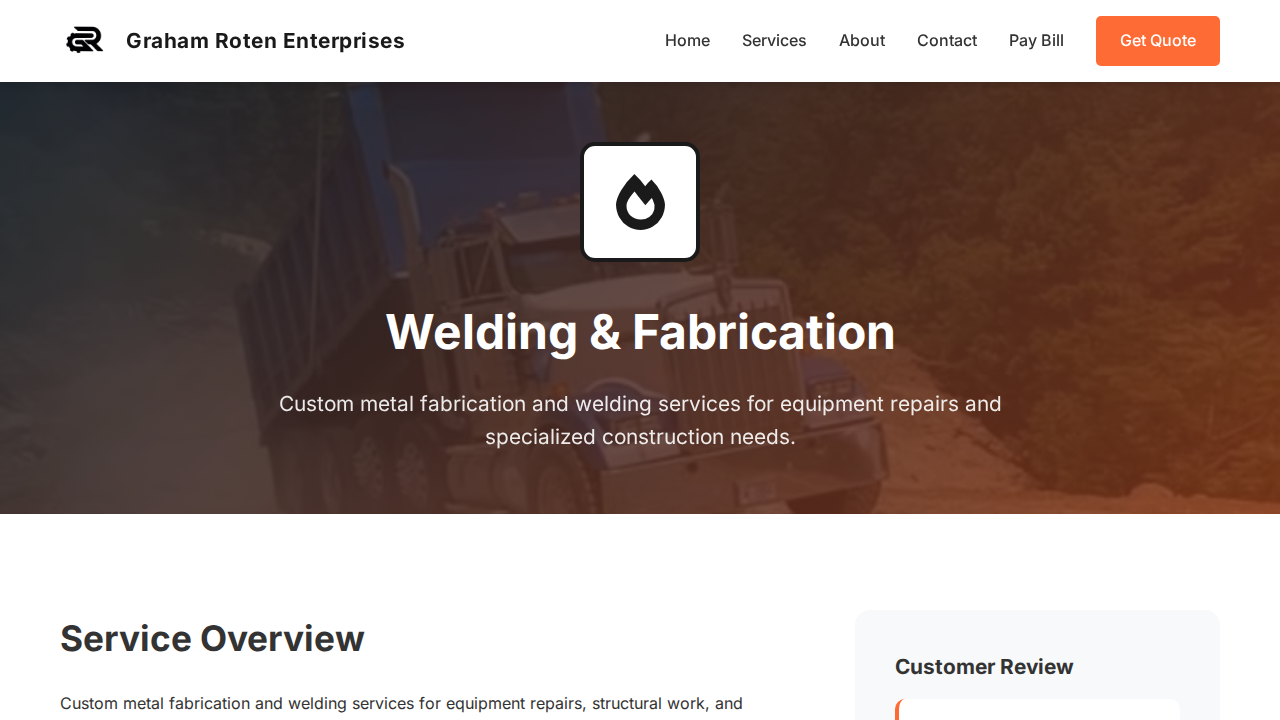 GR
Graham Roten Enterprises
Home
Services
About
Contact
Pay Bill
Get Quote
Welding & Fabrication
Custom metal fabrication and welding services for equipment repairs and
specialized construction needs.
Service Overview
Custom metal fabrication and welding services for equipment repairs, structural work, and
Customer Review